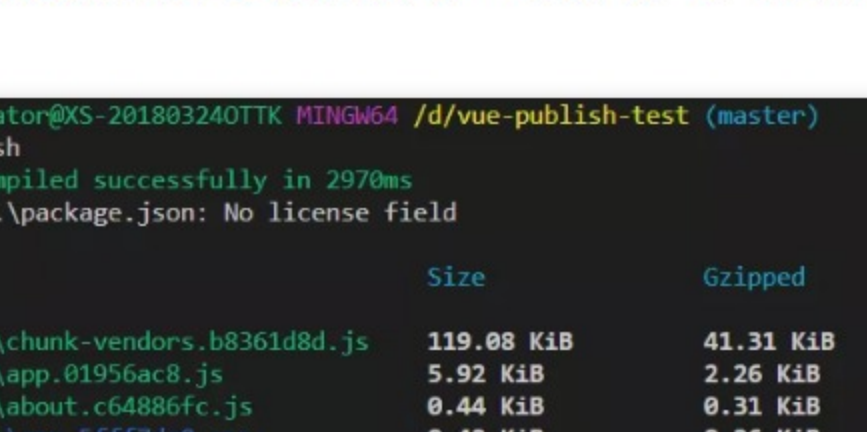 ator@XS-20180324OTTK MINGW64 /d/vue-publish-test (master)
sh
mpiled successfully in 2970ms
.\package.json: No license field
Size Gzipped
\chunk-vendors.b8361d8d.js 119.08 KiB 41.31 KiB
\app.01956ac8.js 5.92 KiB 2.26 KiB
\about.c64886fc.js 0.44 KiB 0.31 KiB